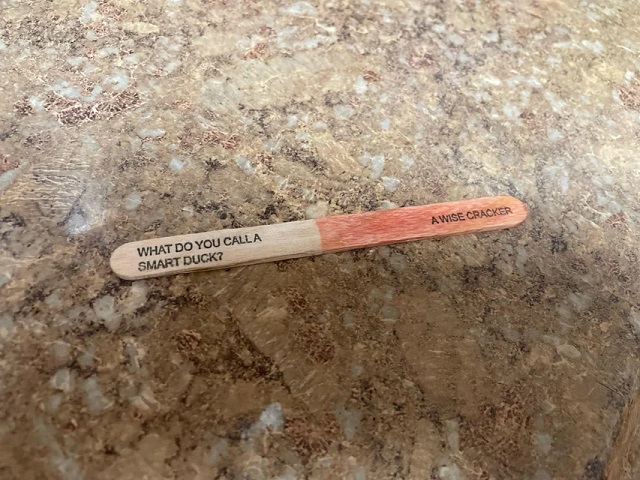 WHAT DO YOU CALL A
SMART DUCK?
A WISE CRACKER